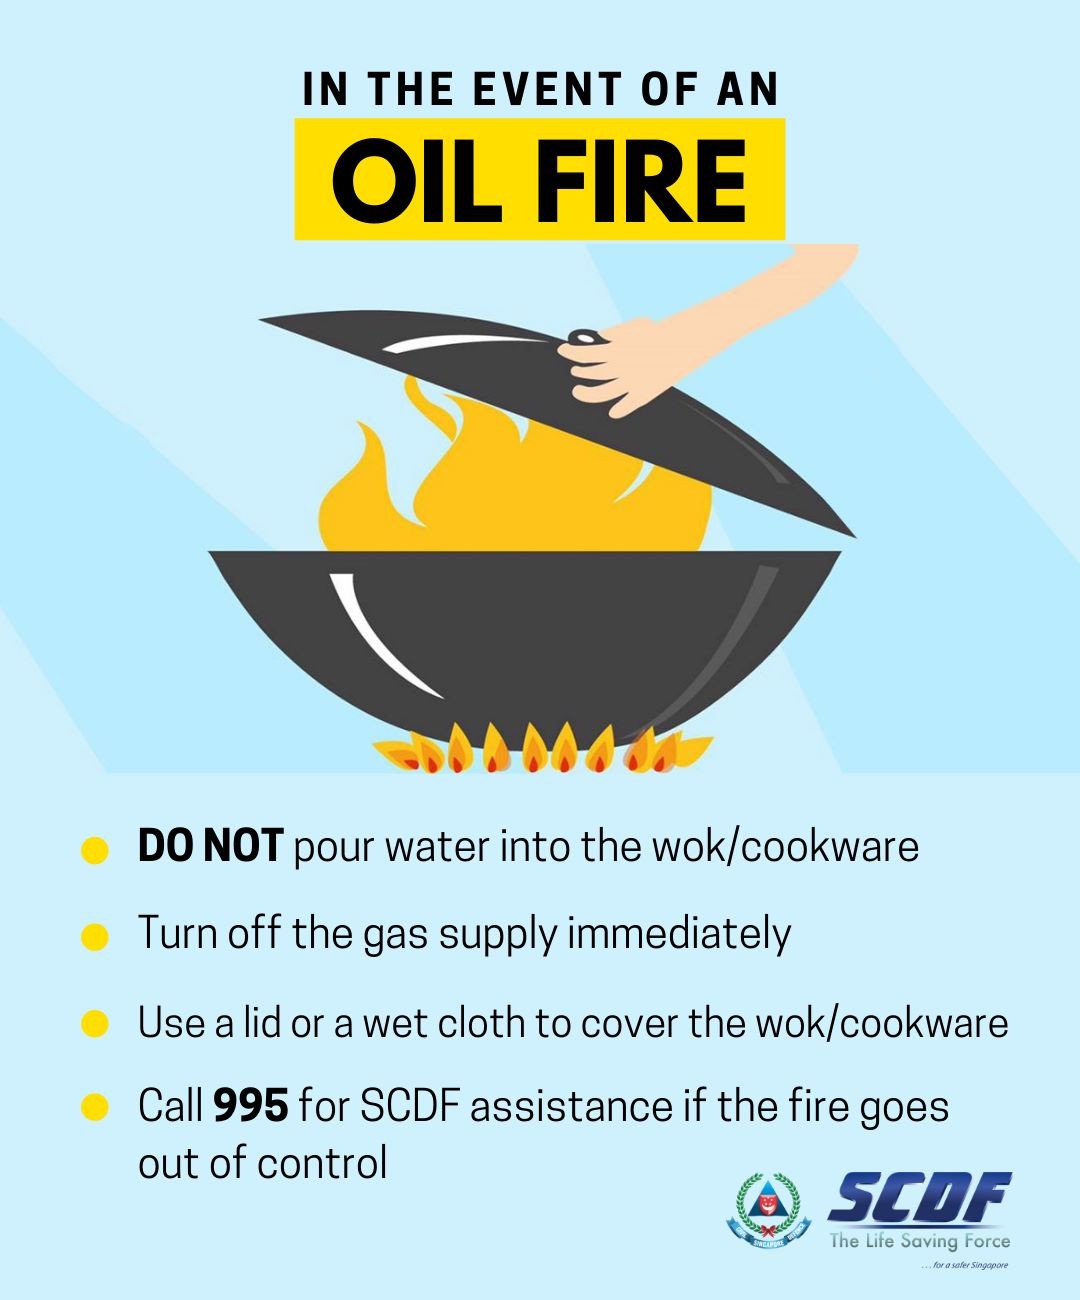 IN THE EVENT OF AN
OIL FIRE
DO NOT pour water into the wok/cookware
Turn off the gas supply immediately
Use a lid or a wet cloth to cover the wok/cookware
Call 995 for SCDF assistance if the fire goes
out of control
SINGAPORE
SCDF
The Life Saving Force
...for a safer Singapore